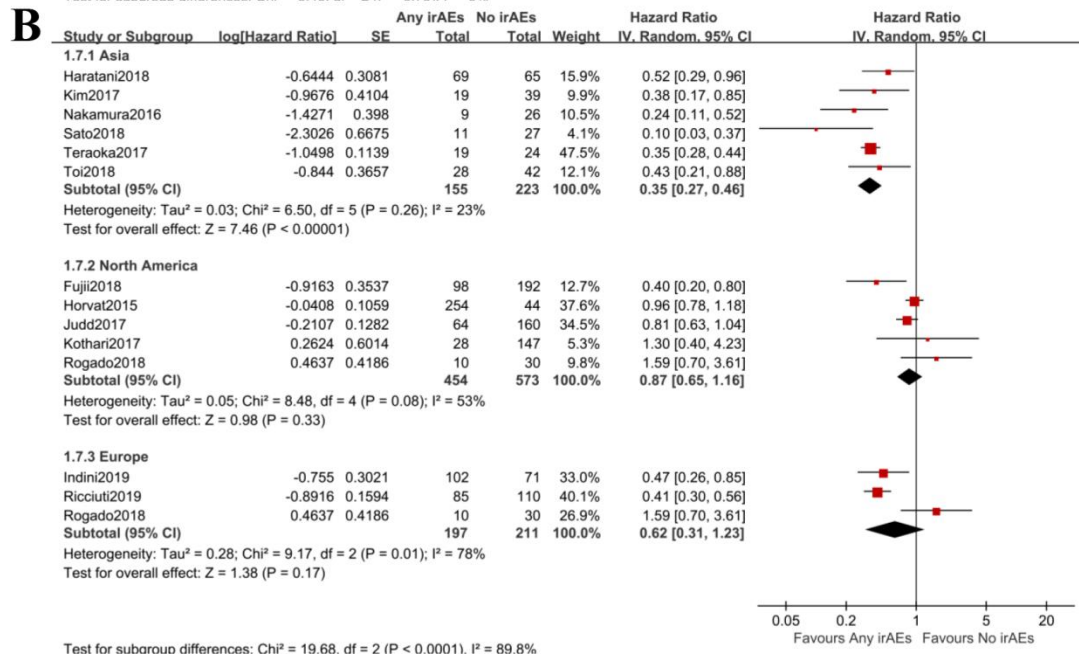 B
Any irAEs No irAEs Hazard Ratio Hazard Ratio
Study or Subgroup log[Hazard Ratio] SE Total Total Weight IV, Random, 95% CI IV, Random, 95% CI
1.7.1 Asia
Haratani2018 -0.6444 0.3081 69 65 15.9% 0.52 [0.29, 0.96]
Kim2017 -0.9676 0.4104 19 39 9.9% 0.38 [0.17, 0.85]
Nakamura2016 -1.4271 0.398 9 26 10.5% 0.24 [0.11, 0.52]
Sato2018 -2.3026 0.6675 11 27 4.1% 0.10 [0.03, 0.37]
Teraoka2017 -1.0498 0.1139 19 24 47.5% 0.35 [0.28, 0.44]
Toi2018 -0.844 0.3657 28 42 12.1% 0.43 [0.21, 0.88]
Subtotal (95% CI) 155 223 100.0% 0.35 [0.27, 0.46]
Heterogeneity: Tau² = 0.03; Chi² = 6.50, df = 5 (P = 0.26); I² = 23%
Test for overall effect: Z = 7.46 (P < 0.00001)
1.7.2 North America
Fujii2018 -0.9163 0.3537 98 192 12.7% 0.40 [0.20, 0.80]
Horvat2015 -0.0408 0.1059 254 44 37.6% 0.96 [0.78, 1.18]
Judd2017 -0.2107 0.1282 64 160 34.5% 0.81 [0.63, 1.04]
Kothari2017 0.2624 0.6014 28 147 5.3% 1.30 [0.40, 4.23]
Rogado2018 0.4637 0.4186 10 30 9.8% 1.59 [0.70, 3.61]
Subtotal (95% CI) 454 573 100.0% 0.87 [0.65, 1.16]
Heterogeneity: Tau² = 0.05; Chi² = 8.48, df = 4 (P = 0.08); I² = 53%
Test for overall effect: Z = 0.98 (P = 0.33)
1.7.3 Europe
Indini2019 -0.755 0.3021 102 71 33.0% 0.47 [0.26, 0.85]
Ricciuti2019 -0.8916 0.1594 85 110 40.1% 0.41 [0.30, 0.56]
Rogado2018 0.4637 0.4186 10 30 26.9% 1.59 [0.70, 3.61]
Subtotal (95% CI) 197 211 100.0% 0.62 [0.31, 1.23]
Heterogeneity: Tau² = 0.28; Chi² = 9.17, df = 2 (P = 0.01); I² = 78%
Test for overall effect: Z = 1.38 (P = 0.17)
0.05 0.2 1 5 20
Favours Any irAEs Favours No irAEs
Test for subgroup differences: Chi² = 19.68, df = 2 (P < 0.0001), I² = 89.8%